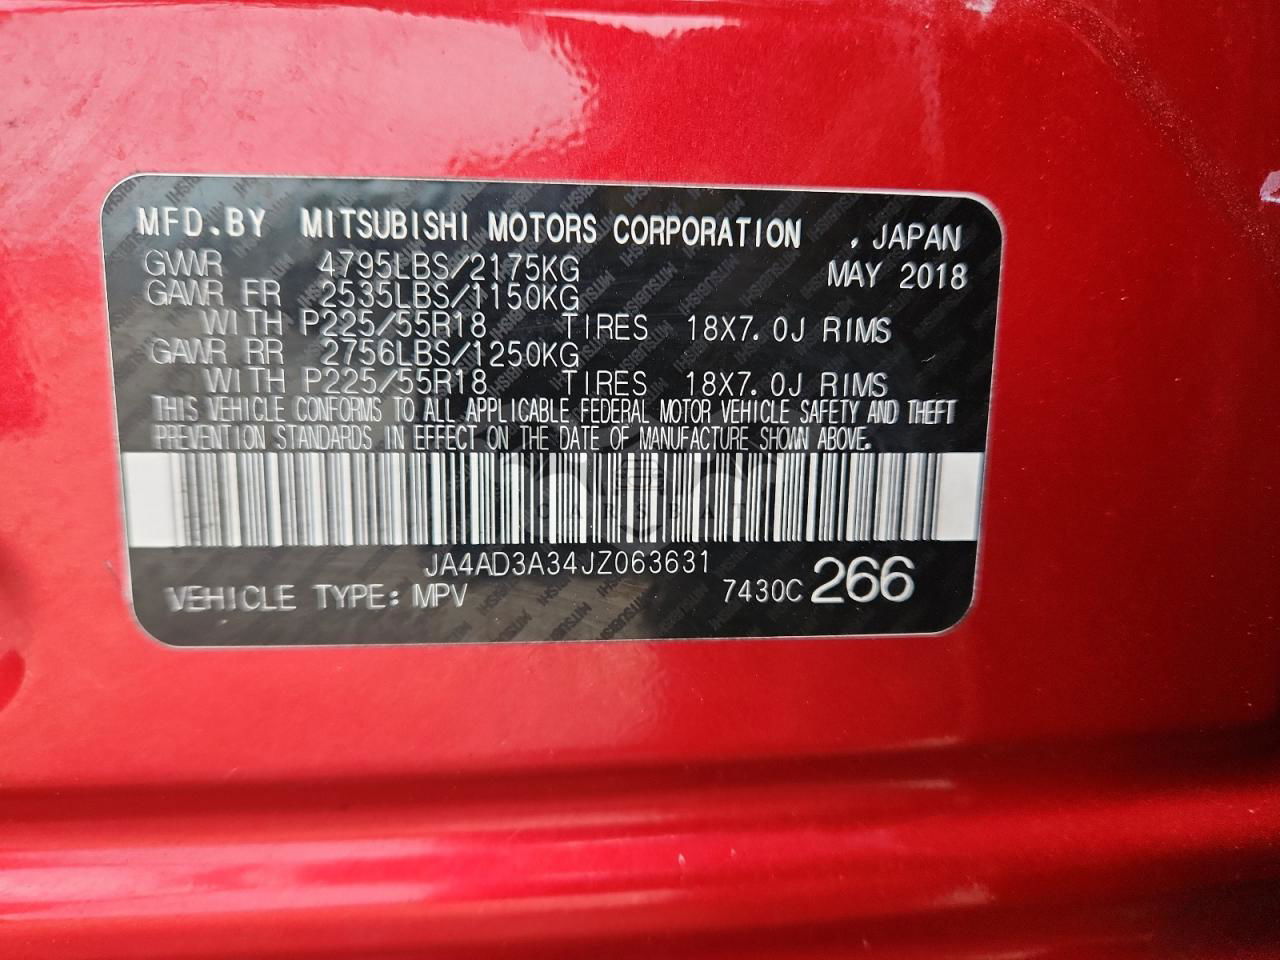 MFD.BY MITSUBISHI MOTORS CORPORATION , JAPAN
GVWR 4795LBS/2175KG MAY 2018
GAWR FR 2535LBS/1150KG
WITH P225/55R18 TIRES 18X7.0J RIMS
GAWR RR 2756LBS/1250KG
WITH P225/55R18 TIRES 18X7.0J RIMS
THIS VEHICLE CONFORMS TO ALL APPLICABLE FEDERAL MOTOR VEHICLE SAFETY AND THEFT
PREVENTION STANDARDS IN EFFECT ON THE DATE OF MANUFACTURE SHOWN ABOVE.
JA4AD3A34JZ063631
VEHICLE TYPE: MPV 7430C 266